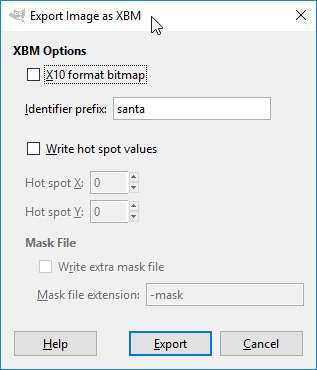 Export Image as XBM
XBM Options
X10 format bitmap
Identifier prefix: santa
Write hot spot values
Hot spot X: 0
Hot spot Y: 0
Mask File
Write extra mask file
Mask file extension: -mask
Help Export Cancel